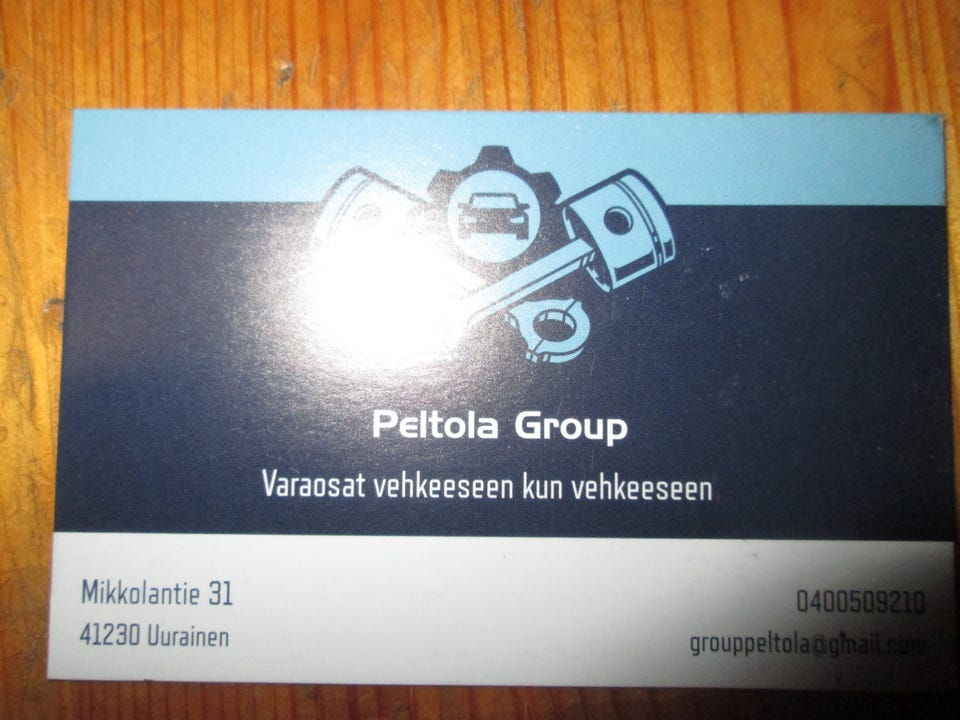 Peltola Group
Varaosat vehkeeseen kun vehkeeseen
Mikkolantie 31
41230 Uurainen
0400509210
grouppeltola@gmail.com